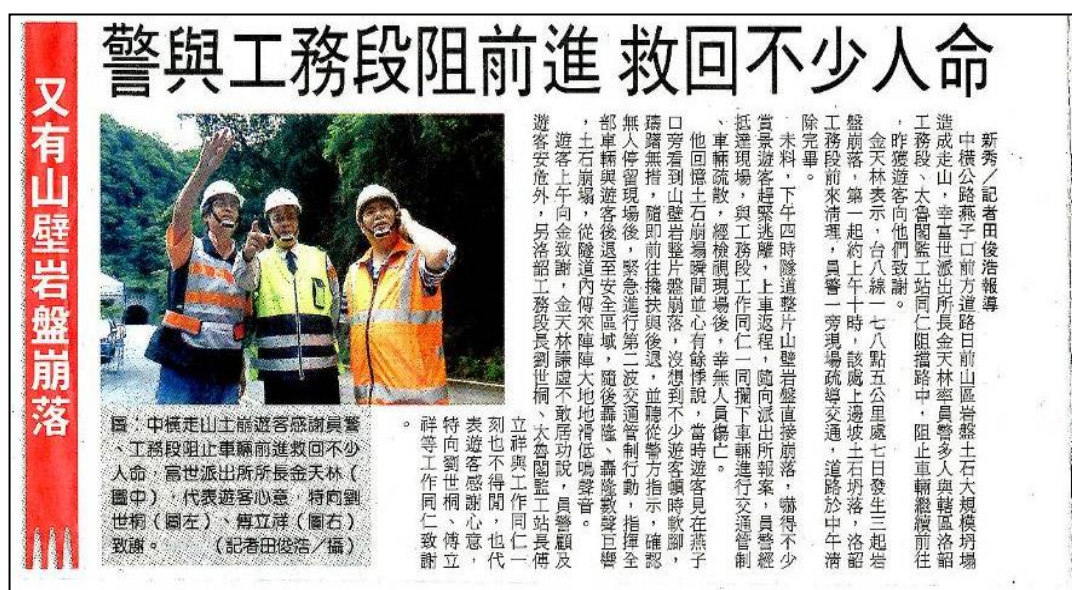 警與工務段阻前進 救回不少人命
又有山壁岩盤崩落
新秀／記者田俊浩報導
中橫公路燕子口前方道路日前山區岩盤土石大規模坍塌
造成走山，幸富世派出所長金天林率員警多人與轄區洛韶
工務段、太魯閣監工站同仁阻擋路中，阻止車輛繼續前往
，昨獲遊客向他們致謝。
金天林表示，台八線一七八點五公里處七日發生三起岩
盤崩落，第一起約上午十時，該處上邊坡土石坍落，洛韶
工務段前來清理，員警一旁現場疏導交通，道路於中午清
除完畢。
未料，下午四時隧道整片山壁岩盤直接崩落，嚇得不少
賞景遊客趕緊逃離，上車返程，隨向派出所報案，員警經
抵達現場，與工務段工作同仁一同攔下車輛進行交通管制
、車輛疏散，經檢視現場後，幸無人員傷亡。
他回憶土石崩場瞬間並心有餘悸說，當時遊客見在燕子
口旁看到山壁岩整片盤崩落，沒想到不少遊客頓時軟腳，
躊躇無措，隨即前往攙扶與後退，並聽從警方指示，確認
無人停留現場後，緊急進行第二波交通管制行動，指揮全
部車輛與遊客後退至安全區域，隨後轟隆、轟隆數聲巨響
，土石崩塌，從隧道內傳來陣陣大地地滑低鳴聲音。
遊客上午向金致謝，金天林謙虛不敢居功說，員警顧及
遊客安危外，另洛韶工務段長劉世桐、太魯閣監工站長傅
立祥與工作同仁一
刻也不得閒，也代
表遊客感謝心意，
特向劉世桐、傅立
祥等工作同仁致謝
。
圖：中橫走山主崩遊客感謝員警
、工務段阻止車輛前進救回不少
人命，富世派出所所長金天林（
圖中），代表遊客心意，特向劉
世桐（圖左）、傅立祥（圖右）
致謝。（記者田俊浩／攝）